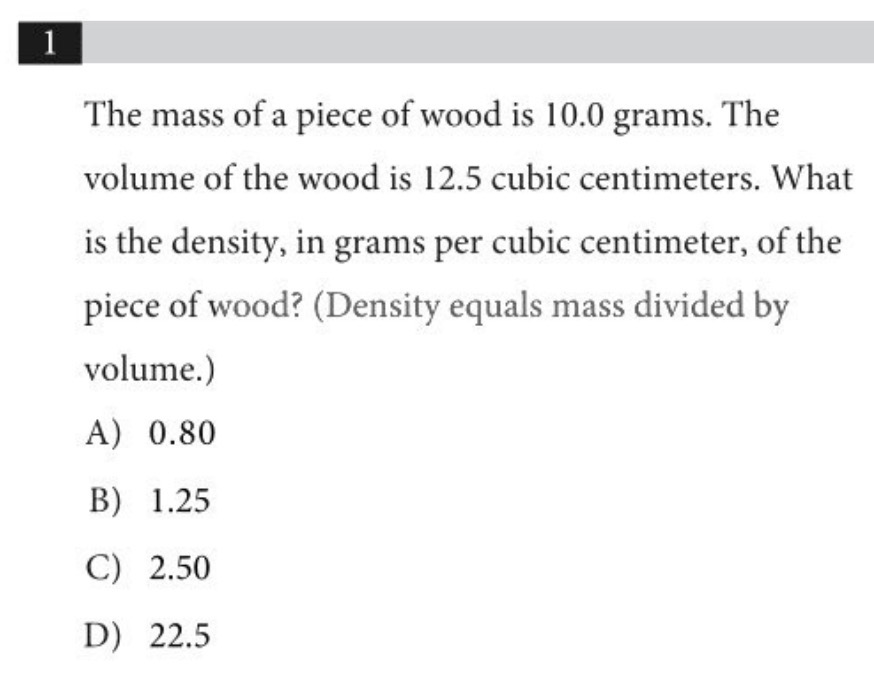 1
The mass of a piece of wood is 10.0 grams. The
volume of the wood is 12.5 cubic centimeters. What
is the density, in grams per cubic centimeter, of the
piece of wood? (Density equals mass divided by
volume.)
A) 0.80
B) 1.25
C) 2.50
D) 22.5